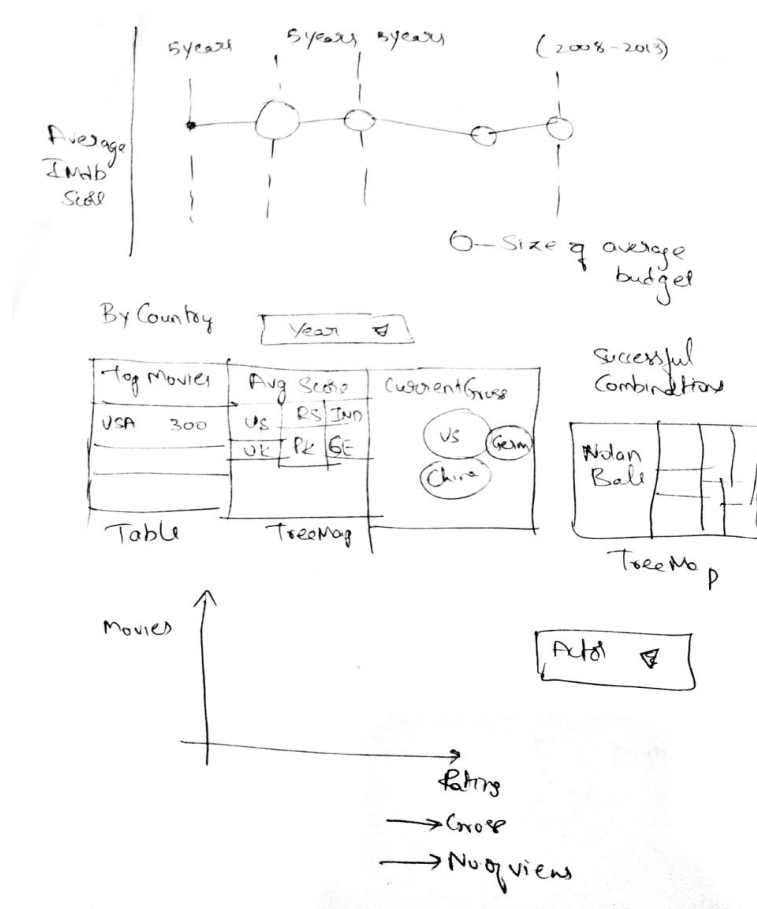 5years 5years 5years (2008-2013)
Average
IMdb
Score
Size of average
budget
By Country
Year
Top Movies Avg Score Current Gross
USA 300
US RS IND
UK PK GE
US Germ
China
Table TreeMap
Successful
Combinations
Nolan
Bale
TreeMap
Movies
Actor
Rating
Gross
No of views